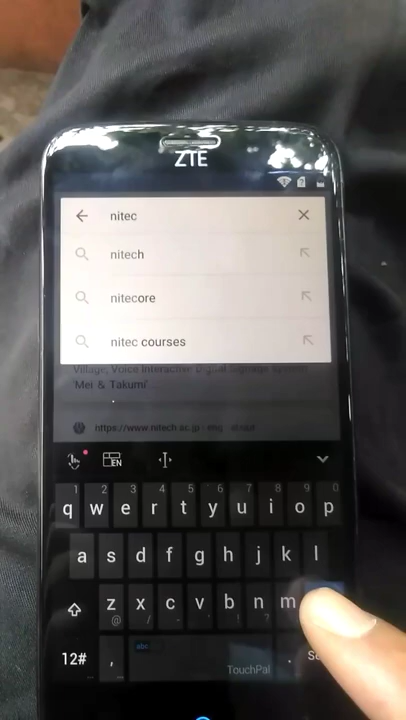 ZTE
nitec
nitech
nitecore
nitec courses
Village, Voice Interactive Digital Signage System
'Mei & Takumi'
https://www.nitech.ac.jp › eng
EN
1 2 3 4 5 6 7 8 9 0
q w e r t y u i o p
a s d f g h j k l
z x c v b n m
@ / - ' ! ?
abc
12# , TouchPal .